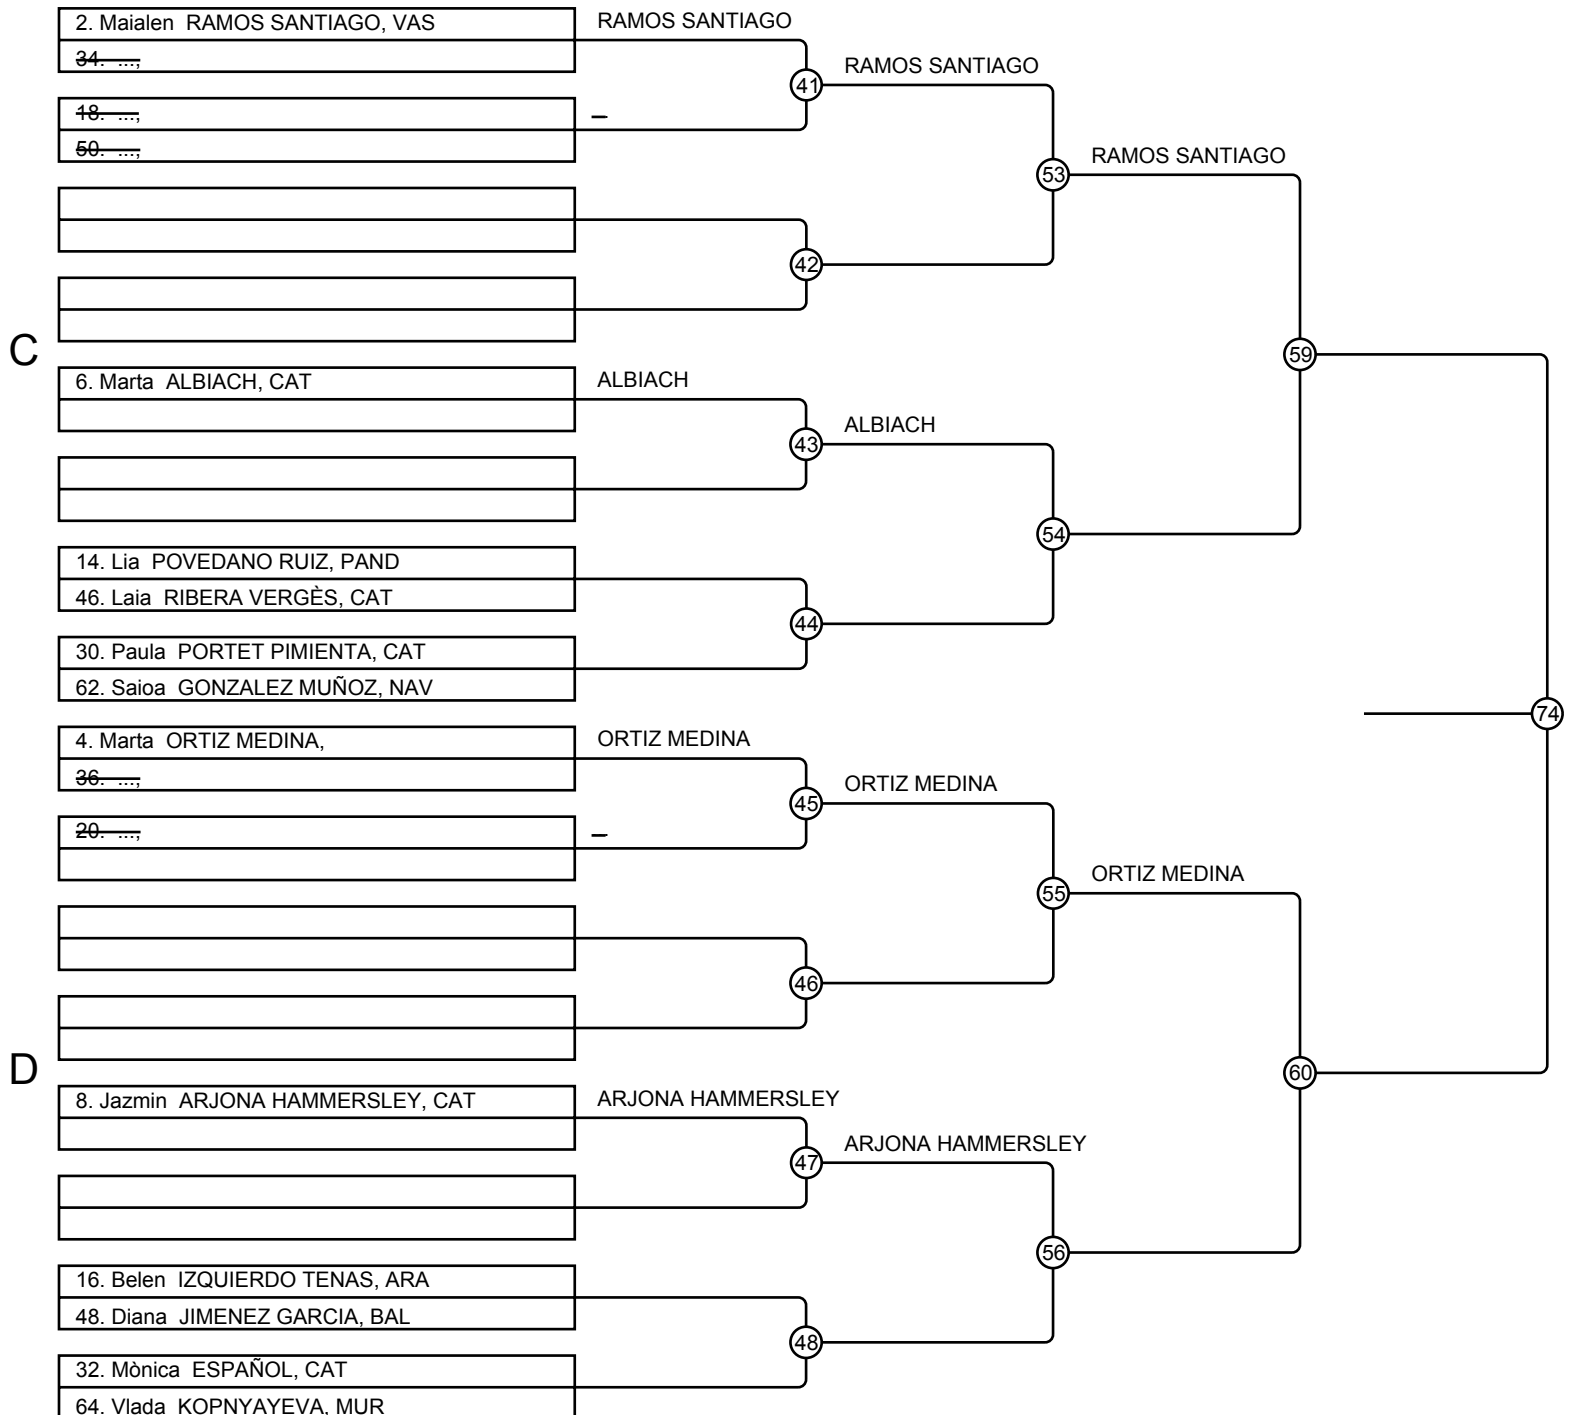 2. Maialen RAMOS SANTIAGO, VAS
RAMOS SANTIAGO
34. ...,
RAMOS SANTIAGO
41
18. ...,
–
50. ...,
RAMOS SANTIAGO
53
42
C
59
6. Marta ALBIACH, CAT
ALBIACH
ALBIACH
43
54
14. Lia POVEDANO RUIZ, PAND
46. Laia RIBERA VERGÈS, CAT
44
30. Paula PORTET PIMIENTA, CAT
62. Saioa GONZALEZ MUÑOZ, NAV
74
4. Marta ORTIZ MEDINA,
ORTIZ MEDINA
36. ...,
ORTIZ MEDINA
45
20. ...,
–
ORTIZ MEDINA
55
46
D
60
8. Jazmin ARJONA HAMMERSLEY, CAT
ARJONA HAMMERSLEY
ARJONA HAMMERSLEY
47
56
16. Belen IZQUIERDO TENAS, ARA
48. Diana JIMENEZ GARCIA, BAL
48
32. Mònica ESPAÑOL, CAT
64. Vlada KOPNYAYEVA, MUR